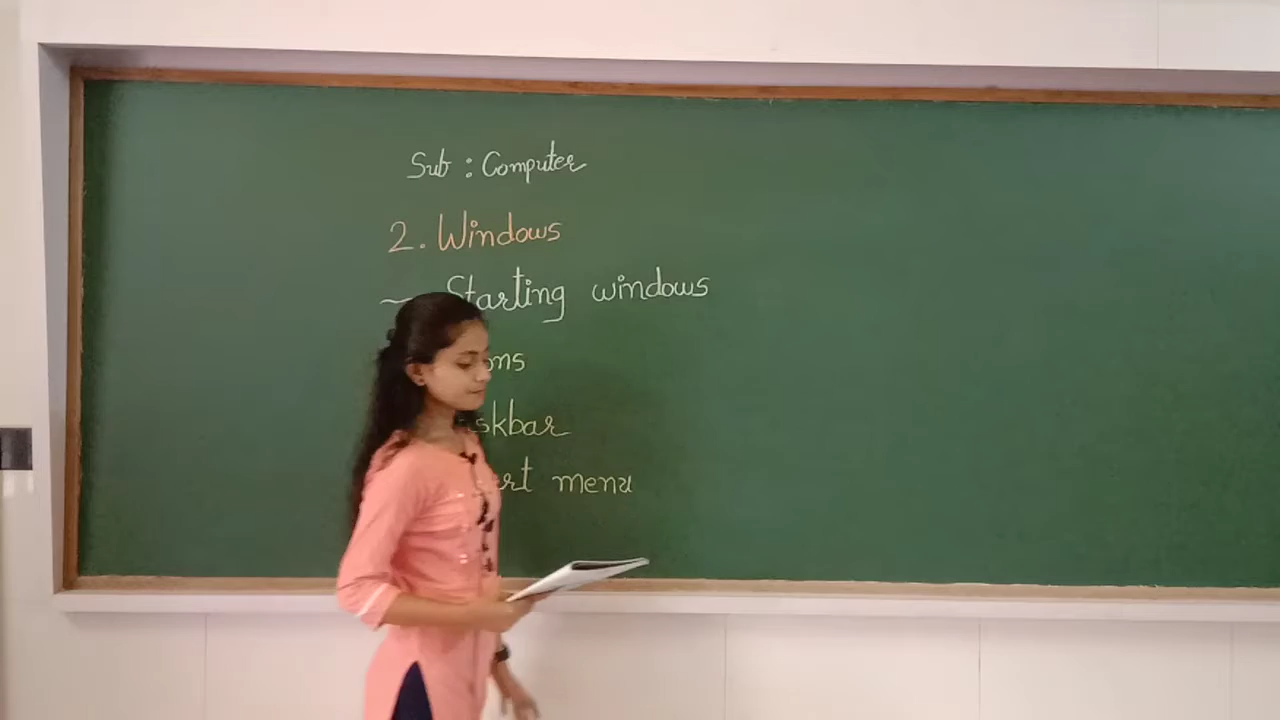 Sub : Computer
2. Windows
~ Starting windows
ons
skbar
rt menu